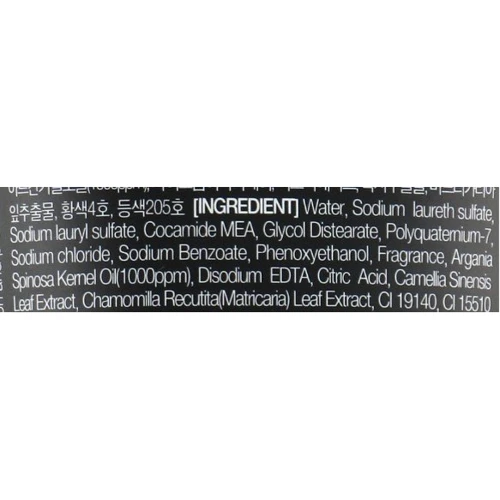 잎추출물, 황색4호, 등색205호 [INGREDIENT] Water, Sodium laureth sulfate,
Sodium lauryl sulfate, Cocamide MEA, Glycol Distearate, Polyquaternium-7,
Sodium chloride, Sodium Benzoate, Phenoxyethanol, Fragrance, Argania
Spinosa Kernel Oil(1000ppm), Disodium EDTA, Citric Acid, Camellia Sinensis
Leaf Extract, Chamomilla Recutita(Matricaria) Leaf Extract, CI 19140, CI 15510